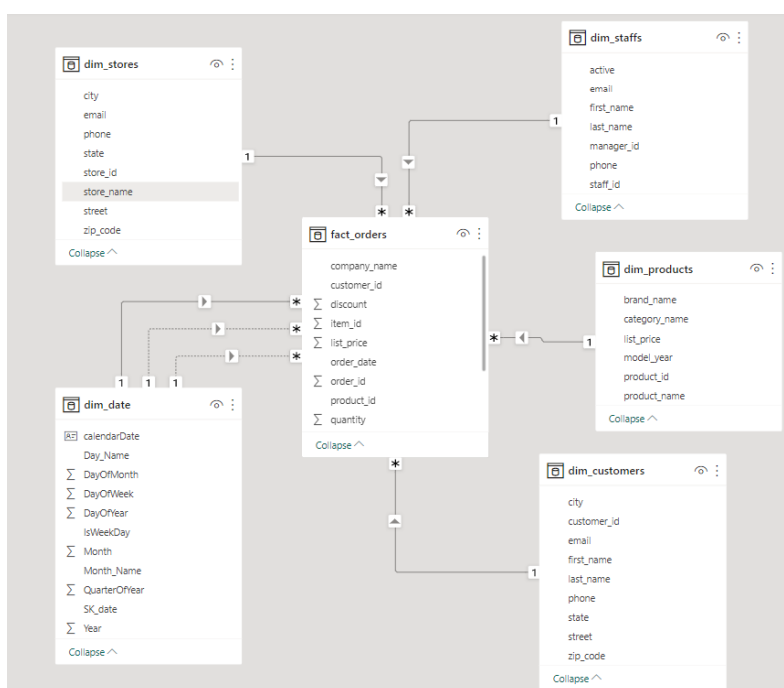 dim_stores
city
email
phone
state
store_id
store_name
street
zip_code
Collapse
dim_staffs
active
email
first_name
last_name
manager_id
phone
staff_id
Collapse
1
1
*
*
fact_orders
company_name
customer_id
Σ discount
Σ item_id
Σ list_price
order_date
Σ order_id
product_id
Σ quantity
Collapse
*
*
*
*
1
*
1
1
1
1
dim_products
brand_name
category_name
list_price
model_year
product_id
product_name
Collapse
dim_date
calendarDate
Day_Name
Σ DayOfMonth
Σ DayOfWeek
Σ DayOfYear
IsWeekDay
Σ Month
Month_Name
Σ QuarterOfYear
SK_date
Σ Year
Collapse
dim_customers
city
customer_id
email
first_name
last_name
phone
state
street
zip_code
Collapse